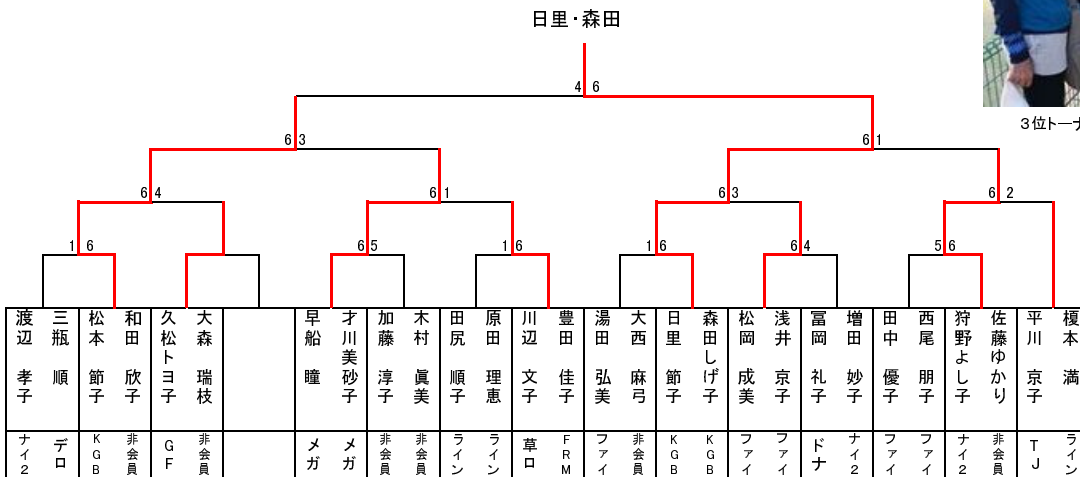 日里・森田
3位トーナ
4 6
6 3
6 1
6 4
6 1
6 3
6 2
1 6
6 5
1 6
1 6
6 4
5 6
渡辺 孝子
三瓶 順
松本 節子
和田 欣子
久松トヨ子
大森 瑞枝
早船 瞳
才川美砂子
加藤 淳子
木村 眞美
田尻 順子
原田 理恵
川辺 文子
豊田 佳子
湯田 弘美
大西 麻弓
日里 節子
森田しげ子
松岡 成美
浅井 京子
冨岡 礼子
増田 妙子
田中 優子
西尾 朋子
狩野よし子
佐藤ゆかり
平川 京子
榎本 満
ナイ2
デロ
KGB
非会員
GF
非会員
メガ
メガ
非会員
非会員
ライン
ライン
草ロ
FRM
ファイ
非会員
KGB
KGB
ファイ
ファイ
ドナ
ナイ2
ファイ
ファイ
ナイ2
非会員
TJ
ライン